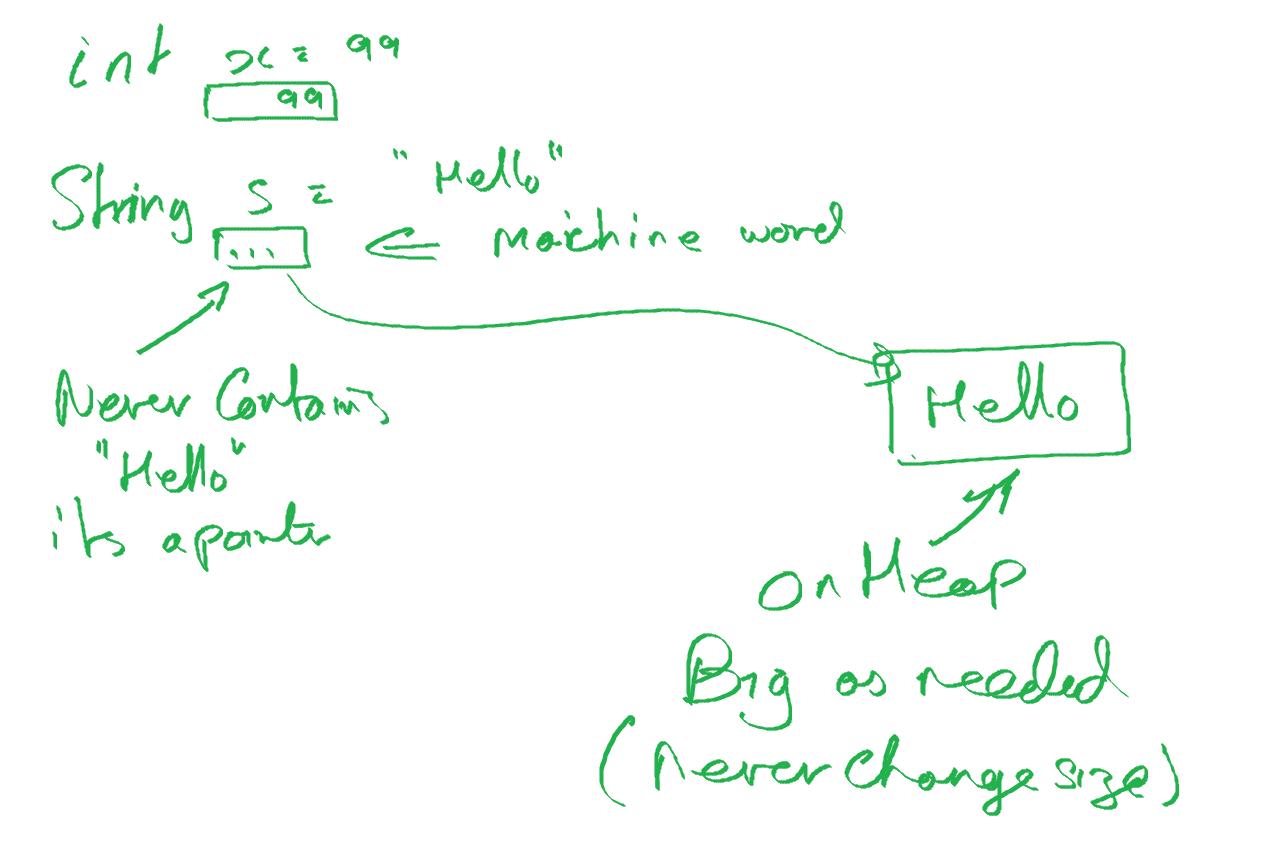 int x = 99
99
String s = "Hello"
... ⇐ Machine word
Never Contains
"Hello"
its a pointr
Hello
on Heap
Big as needed
(never change size)